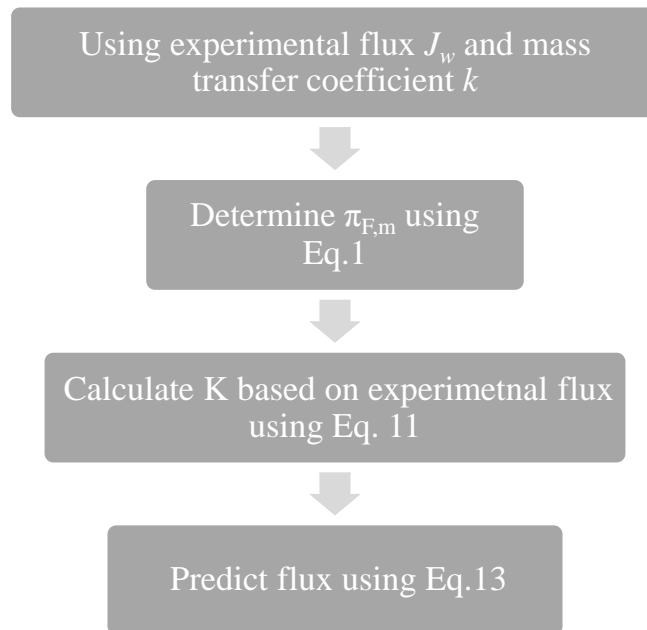 Using experimental flux J_w and mass
transfer coefficient k
Determine π_F,m using
Eq.1
Calculate K based on experimetnal flux
using Eq. 11
Predict flux using Eq.13